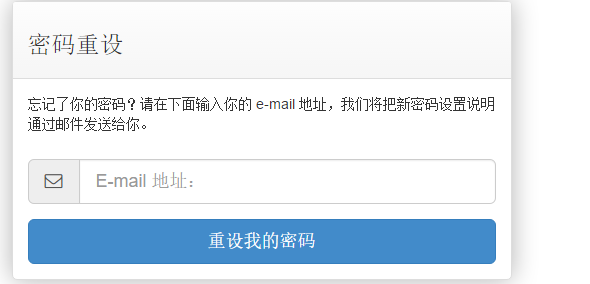 密码重设
忘记了你的密码？请在下面输入你的 e-mail 地址，我们将把新密码设置说明
通过邮件发送给你。
E-mail 地址：
重设我的密码